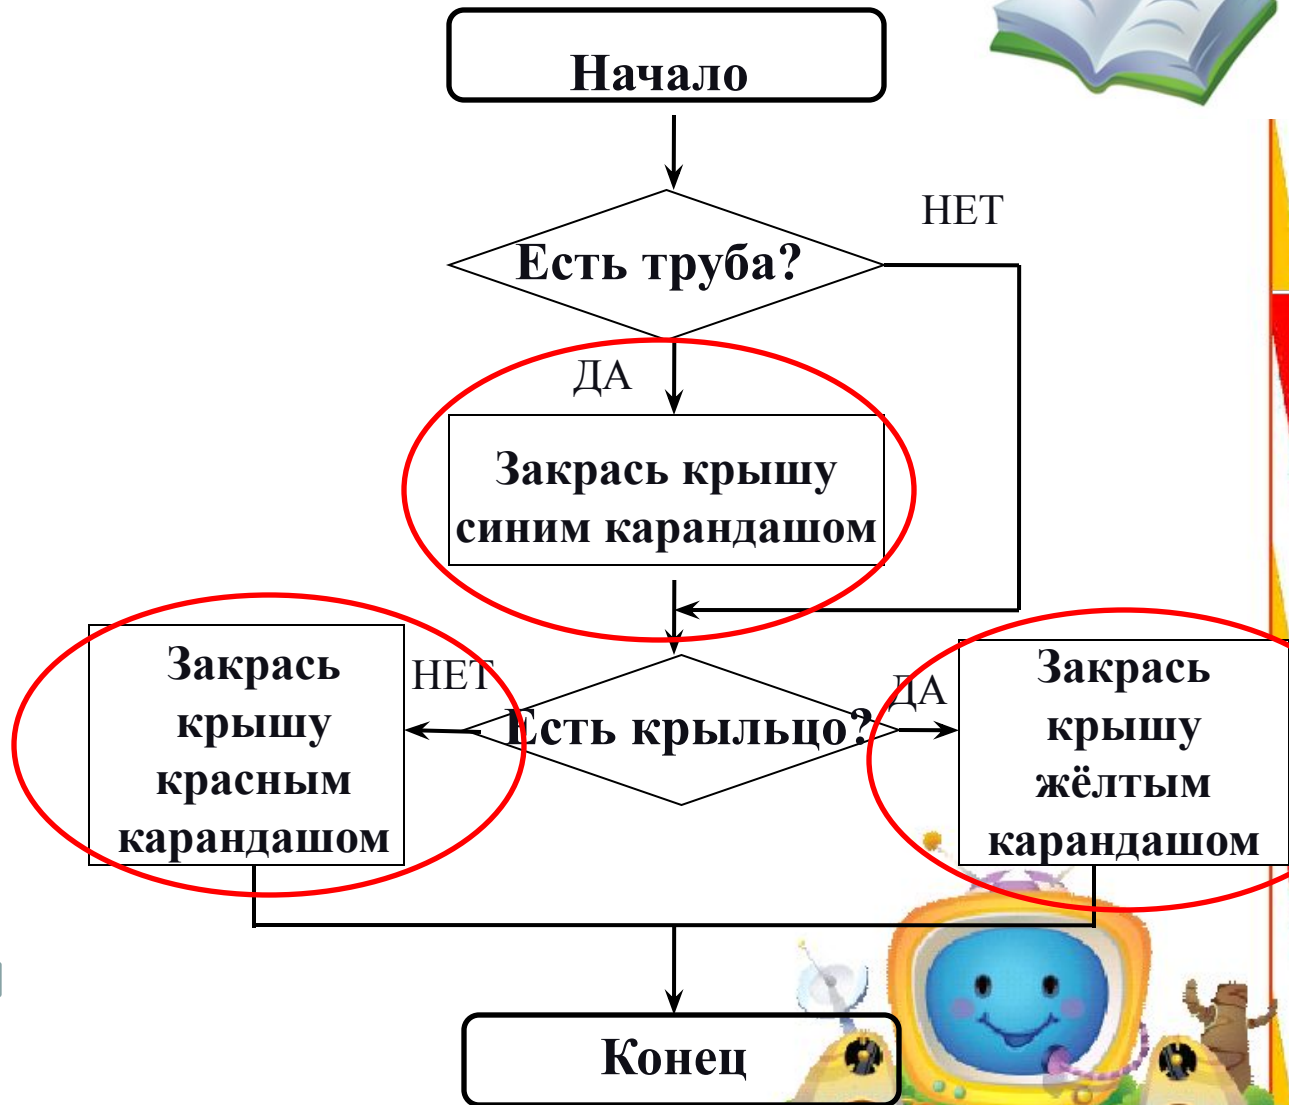 Начало
НЕТ
Есть труба?
ДА
Закрась крышу
синим карандашом
Закрась
крышу
красным
карандашом
НЕТ
Есть крыльцо?
ДА
Закрась
крышу
жёлтым
карандашом
Конец